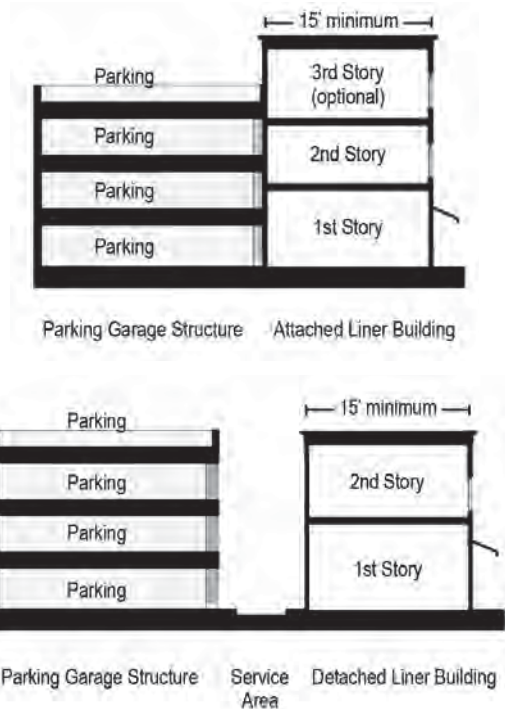 15' minimum
Parking
3rd Story
(optional)
Parking
2nd Story
Parking
1st Story
Parking
Parking Garage Structure
Attached Liner Building
15' minimum
Parking
Parking
2nd Story
Parking
1st Story
Parking
Parking Garage Structure
Service
Area
Detached Liner Building